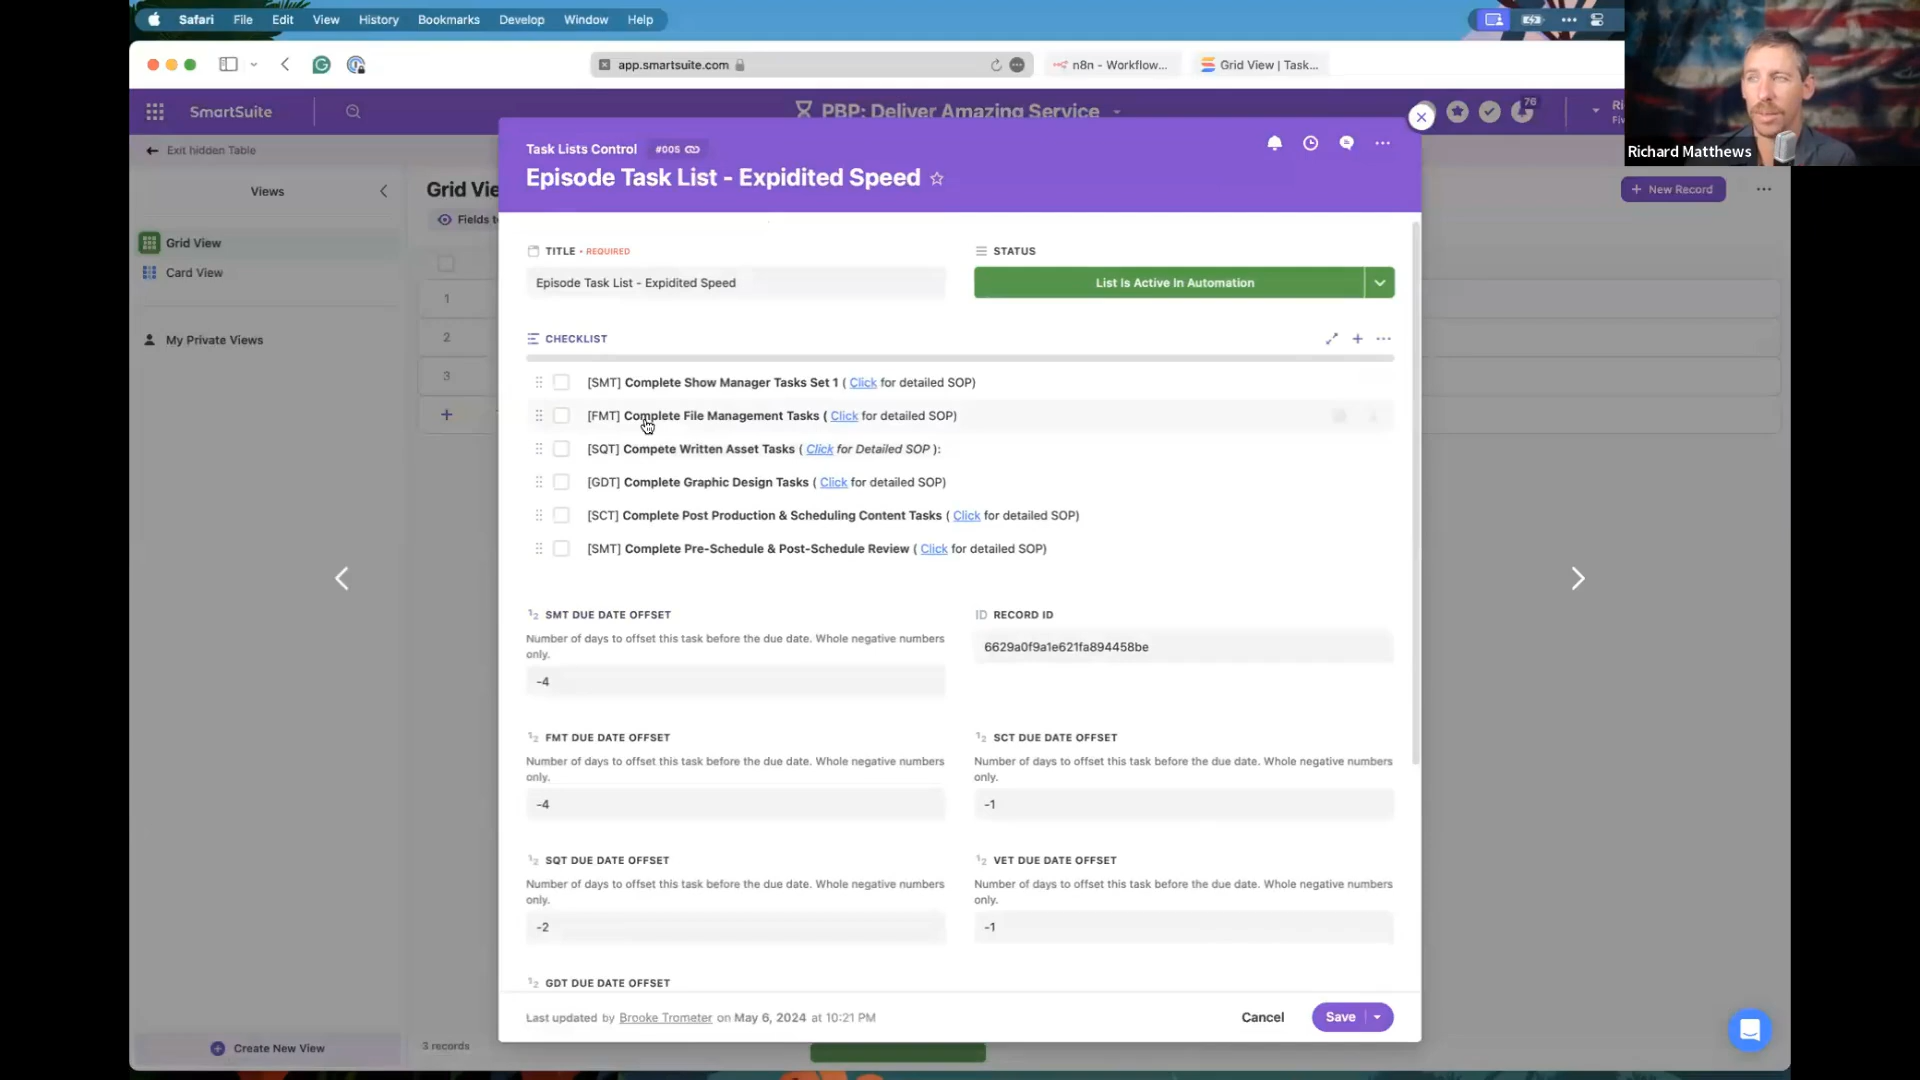 Safari File Edit View History Bookmarks Develop Window Help
app.smartsuite.com
n8n - Workflow...
Grid View | Task...
SmartSuite
PBP: Deliver Amazing Service
76
Richard Matthews
Exit hidden Table
Views
Grid View
Card View
My Private Views
Create New View
Grid Vie
Fields to
1
2
3
3 records
New Record
Task Lists Control #005
Episode Task List - Expidited Speed
TITLE • REQUIRED
Episode Task List - Expidited Speed
STATUS
List Is Active In Automation
CHECKLIST
[SMT] Complete Show Manager Tasks Set 1 ( Click for detailed SOP)
[FMT] Complete File Management Tasks ( Click for detailed SOP)
[SQT] Compete Written Asset Tasks ( Click for Detailed SOP ):
[GDT] Complete Graphic Design Tasks ( Click for detailed SOP)
[SCT] Complete Post Production & Scheduling Content Tasks ( Click for detailed SOP)
[SMT] Complete Pre-Schedule & Post-Schedule Review ( Click for detailed SOP)
SMT DUE DATE OFFSET
Number of days to offset this task before the due date. Whole negative numbers
only.
-4
RECORD ID
6629a0f9a1e621fa894458be
FMT DUE DATE OFFSET
Number of days to offset this task before the due date. Whole negative numbers
only.
-4
SCT DUE DATE OFFSET
Number of days to offset this task before the due date. Whole negative numbers
only.
-1
SQT DUE DATE OFFSET
Number of days to offset this task before the due date. Whole negative numbers
only.
-2
VET DUE DATE OFFSET
Number of days to offset this task before the due date. Whole negative numbers
only.
-1
GDT DUE DATE OFFSET
Last updated by Brooke Trometer on May 6, 2024 at 10:21 PM
Cancel
Save